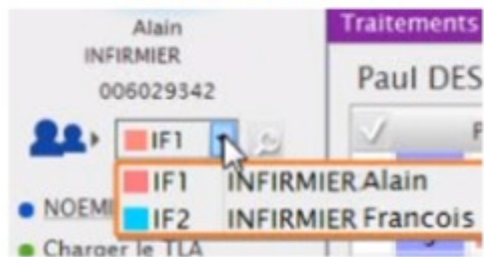 Alain
INFIRMIER
006029342
Traitements
Paul DES
IF1
IF1 INFIRMIER Alain
IF2 INFIRMIER Francois
NOEMI
Charger le TLA